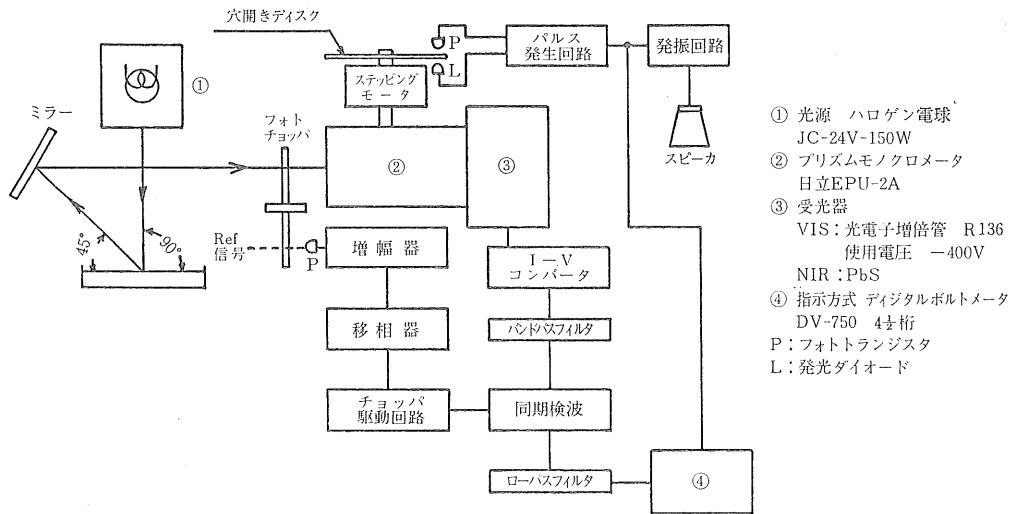 穴開きディスク
P
L
パルス
発生回路
発振回路
スピーカ
ステッピング
モータ
①
ミラー
フォト
チョッパ
②
③
45°
90°
Ref
信号
P
増幅器
I-V
コンバータ
移相器
バンドパスフィルタ
チョッパ
駆動回路
同期検波
ローパスフィルタ
④
① 光源 ハロゲン電球
JC-24V-150W
② プリズムモノクロメータ
日立EPU-2A
③ 受光器
VIS：光電子増倍管 R136
使用電圧 －400V
NIR：PbS
④ 指示方式 ディジタルボルトメータ
DV-750 4½桁
P：フォトトランジスタ
L：発光ダイオード